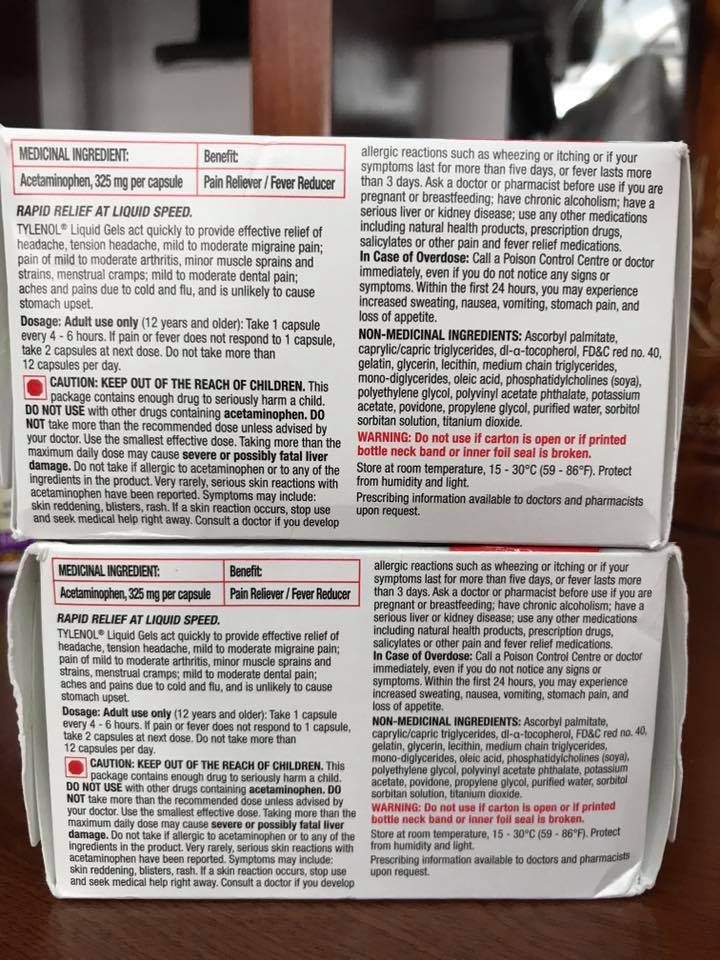 MEDICINAL INGREDIENT:
Benefit:
Acetaminophen, 325 mg per capsule
Pain Reliever / Fever Reducer
RAPID RELIEF AT LIQUID SPEED.
TYLENOL® Liquid Gels act quickly to provide effective relief of
headache, tension headache, mild to moderate migraine pain;
pain of mild to moderate arthritis, minor muscle sprains and
strains, menstrual cramps; mild to moderate dental pain;
aches and pains due to cold and flu, and is unlikely to cause
stomach upset.
Dosage: Adult use only (12 years and older): Take 1 capsule
every 4 - 6 hours. If pain or fever does not respond to 1 capsule,
take 2 capsules at next dose. Do not take more than
12 capsules per day.
CAUTION: KEEP OUT OF THE REACH OF CHILDREN. This
package contains enough drug to seriously harm a child.
DO NOT USE with other drugs containing acetaminophen. DO
NOT take more than the recommended dose unless advised by
your doctor. Use the smallest effective dose. Taking more than the
maximum daily dose may cause severe or possibly fatal liver
damage. Do not take if allergic to acetaminophen or to any of the
ingredients in the product. Very rarely, serious skin reactions with
acetaminophen have been reported. Symptoms may include:
skin reddening, blisters, rash. If a skin reaction occurs, stop use
and seek medical help right away. Consult a doctor if you develop
allergic reactions such as wheezing or itching or if your
symptoms last for more than five days, or fever lasts more
than 3 days. Ask a doctor or pharmacist before use if you are
pregnant or breastfeeding; have chronic alcoholism; have a
serious liver or kidney disease; use any other medications
including natural health products, prescription drugs,
salicylates or other pain and fever relief medications.
In Case of Overdose: Call a Poison Control Centre or doctor
immediately, even if you do not notice any signs or
symptoms. Within the first 24 hours, you may experience
increased sweating, nausea, vomiting, stomach pain, and
loss of appetite.
NON-MEDICINAL INGREDIENTS: Ascorbyl palmitate,
caprylic/capric triglycerides, dl-α-tocopherol, FD&C red no. 40,
gelatin, glycerin, lecithin, medium chain triglycerides,
mono-diglycerides, oleic acid, phosphatidylcholines (soya),
polyethylene glycol, polyvinyl acetate phthalate, potassium
acetate, povidone, propylene glycol, purified water, sorbitol
sorbitan solution, titanium dioxide.
WARNING: Do not use if carton is open or if printed
bottle neck band or inner foil seal is broken.
Store at room temperature, 15 - 30°C (59 - 86°F). Protect
from humidity and light.
Prescribing information available to doctors and pharmacists
upon request.
MEDICINAL INGREDIENT:
Benefit:
Acetaminophen, 325 mg per capsule
Pain Reliever / Fever Reducer
RAPID RELIEF AT LIQUID SPEED.
TYLENOL® Liquid Gels act quickly to provide effective relief of
headache, tension headache, mild to moderate migraine pain;
pain of mild to moderate arthritis, minor muscle sprains and
strains, menstrual cramps; mild to moderate dental pain;
aches and pains due to cold and flu, and is unlikely to cause
stomach upset.
Dosage: Adult use only (12 years and older): Take 1 capsule
every 4 - 6 hours. If pain or fever does not respond to 1 capsule,
take 2 capsules at next dose. Do not take more than
12 capsules per day.
CAUTION: KEEP OUT OF THE REACH OF CHILDREN. This
package contains enough drug to seriously harm a child.
DO NOT USE with other drugs containing acetaminophen. DO
NOT take more than the recommended dose unless advised by
your doctor. Use the smallest effective dose. Taking more than the
maximum daily dose may cause severe or possibly fatal liver
damage. Do not take if allergic to acetaminophen or to any of the
ingredients in the product. Very rarely, serious skin reactions with
acetaminophen have been reported. Symptoms may include:
skin reddening, blisters, rash. If a skin reaction occurs, stop use
and seek medical help right away. Consult a doctor if you develop
allergic reactions such as wheezing or itching or if your
symptoms last for more than five days, or fever lasts more
than 3 days. Ask a doctor or pharmacist before use if you are
pregnant or breastfeeding; have chronic alcoholism; have a
serious liver or kidney disease; use any other medications
including natural health products, prescription drugs,
salicylates or other pain and fever relief medications.
In Case of Overdose: Call a Poison Control Centre or doctor
immediately, even if you do not notice any signs or
symptoms. Within the first 24 hours, you may experience
increased sweating, nausea, vomiting, stomach pain, and
loss of appetite.
NON-MEDICINAL INGREDIENTS: Ascorbyl palmitate,
caprylic/capric triglycerides, dl-α-tocopherol, FD&C red no. 40,
gelatin, glycerin, lecithin, medium chain triglycerides,
mono-diglycerides, oleic acid, phosphatidylcholines (soya),
polyethylene glycol, polyvinyl acetate phthalate, potassium
acetate, povidone, propylene glycol, purified water, sorbitol
sorbitan solution, titanium dioxide.
WARNING: Do not use if carton is open or if printed
bottle neck band or inner foil seal is broken.
Store at room temperature, 15 - 30°C (59 - 86°F). Protect
from humidity and light.
Prescribing information available to doctors and pharmacists
upon request.